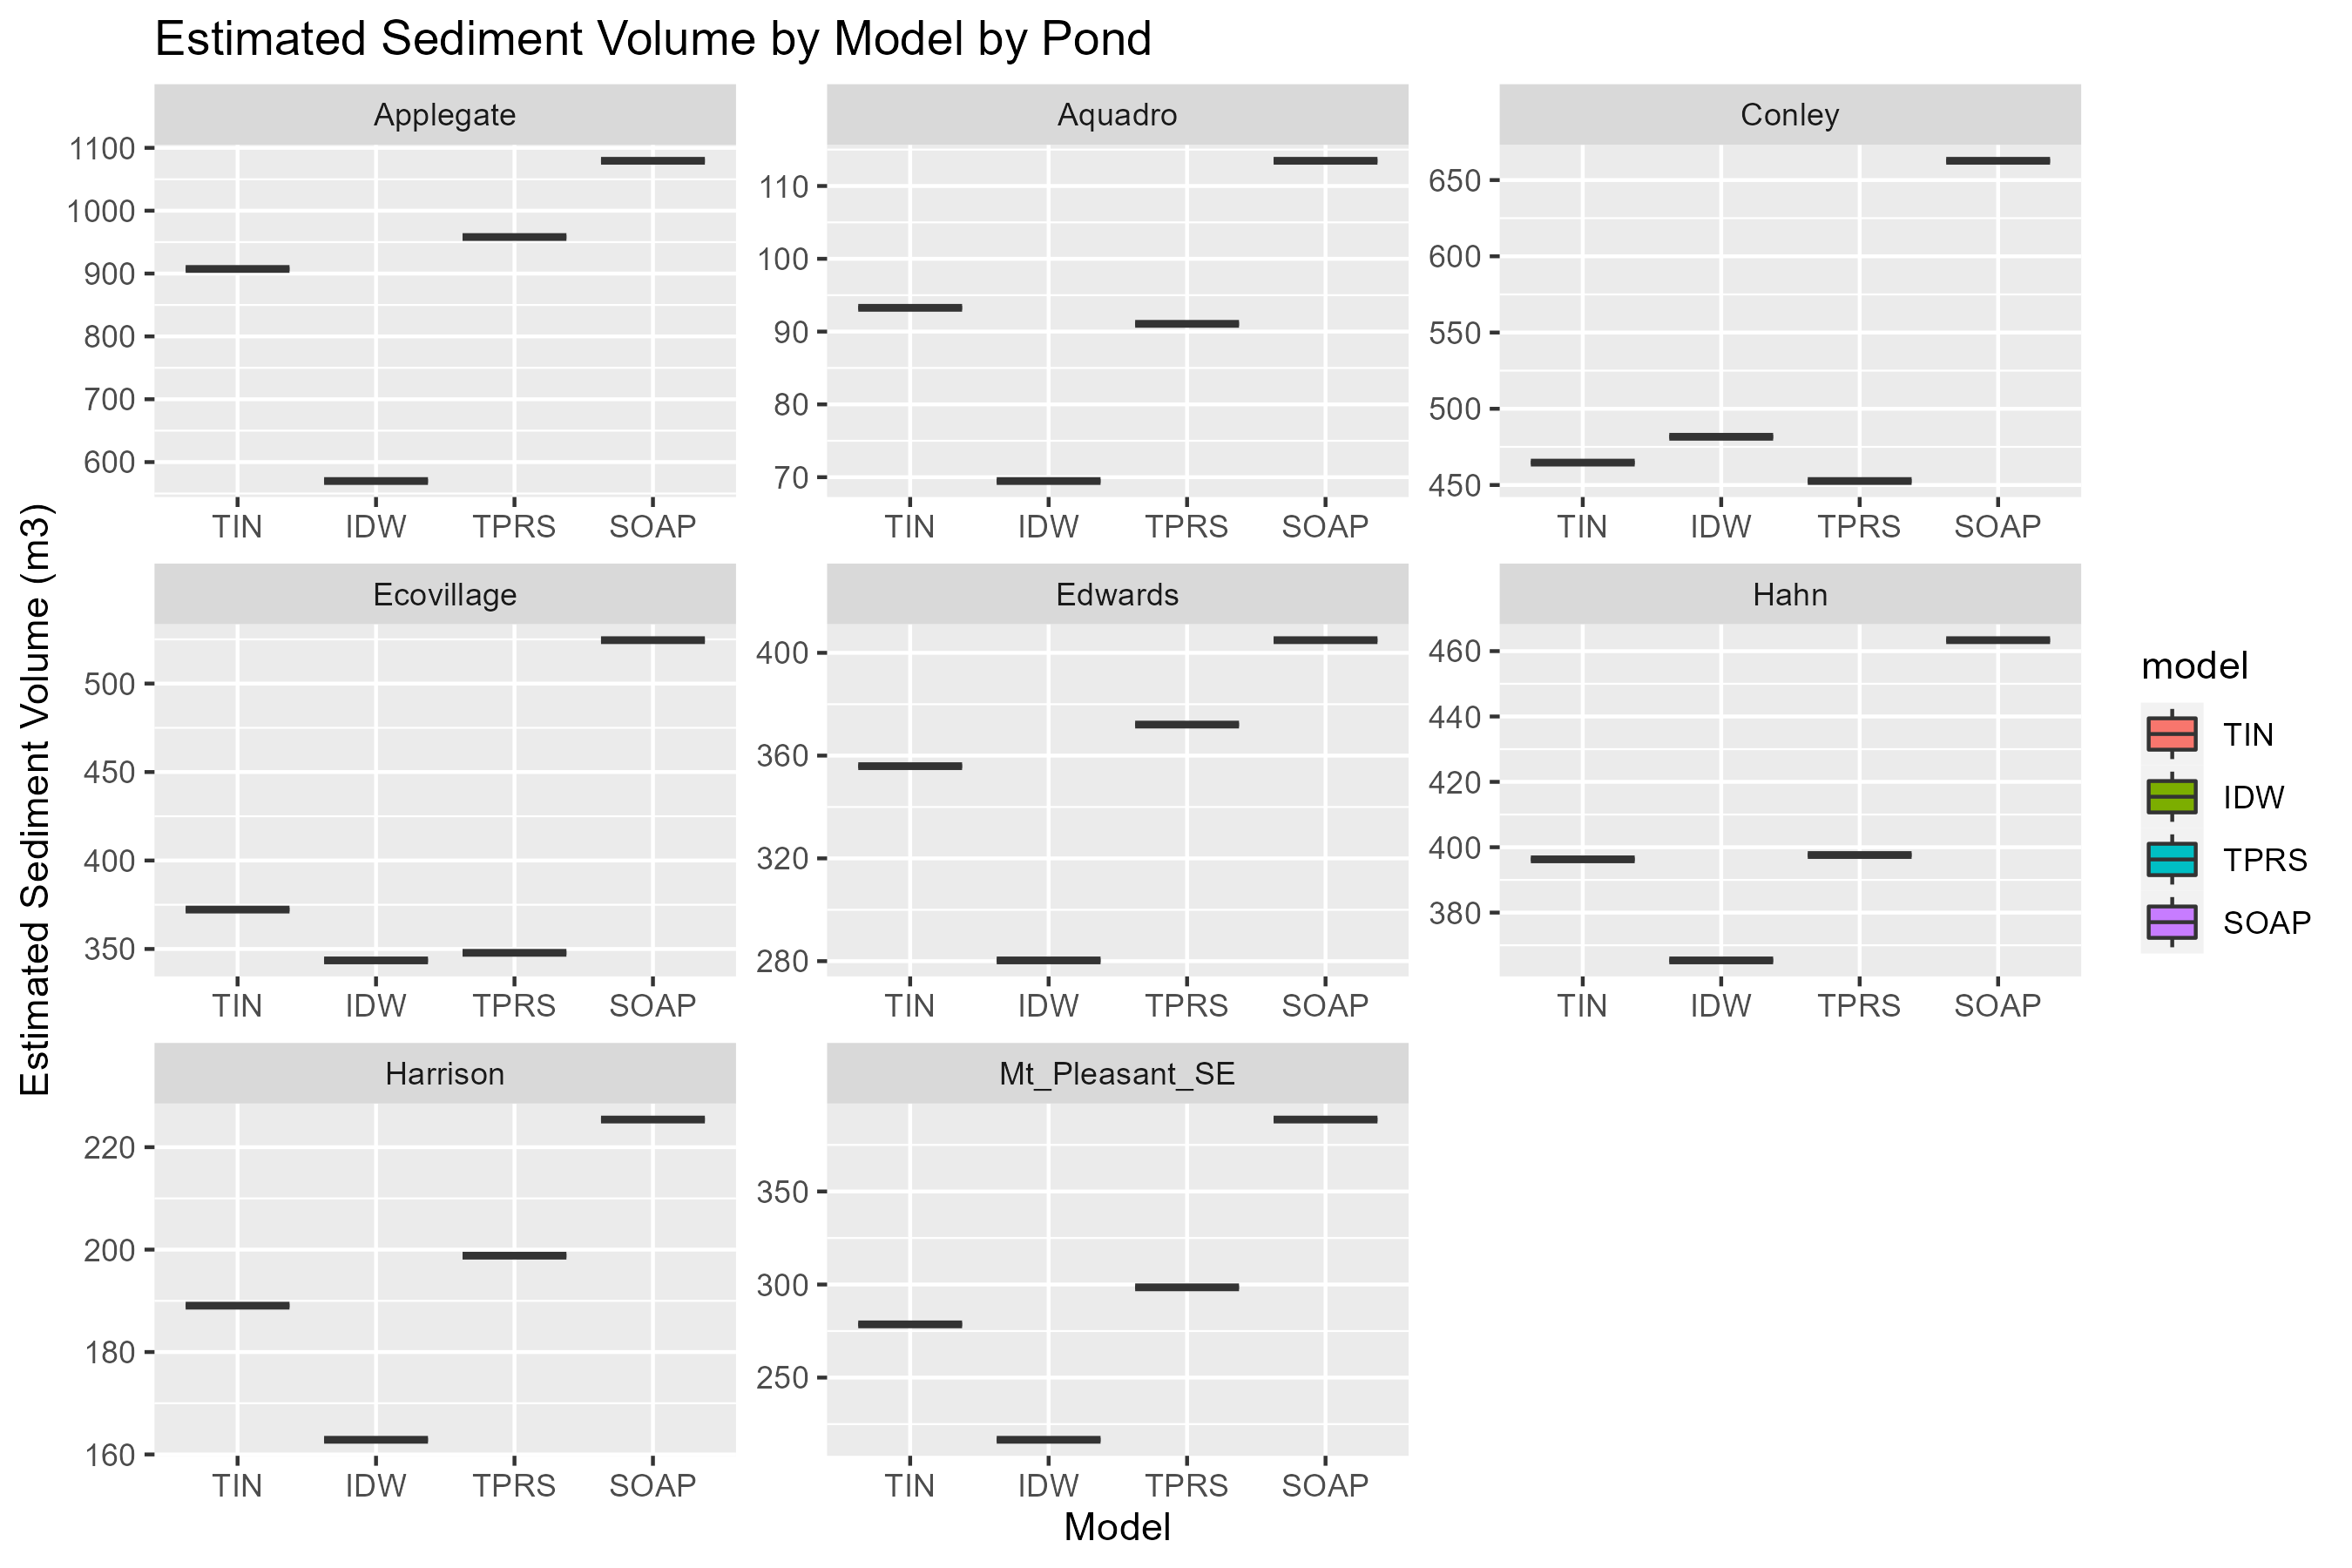 Estimated Sediment Volume by Model by Pond
Estimated Sediment Volume (m3)
Applegate
1100
1000
900
800
700
600
TIN IDW TPRS SOAP
Aquadro
110
100
90
80
70
TIN IDW TPRS SOAP
Conley
650
600
550
500
450
TIN IDW TPRS SOAP
Ecovillage
500
450
400
350
TIN IDW TPRS SOAP
Edwards
400
360
320
280
TIN IDW TPRS SOAP
Hahn
460
440
420
400
380
TIN IDW TPRS SOAP
Harrison
220
200
180
160
TIN IDW TPRS SOAP
Mt_Pleasant_SE
350
300
250
TIN IDW TPRS SOAP
Model
model
TIN
IDW
TPRS
SOAP